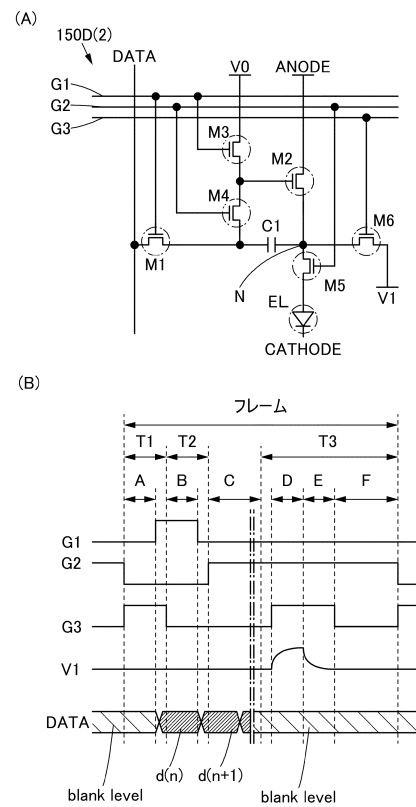 (A)
150D(2)
DATA
V0
ANODE
G1
G2
G3
M3
M2
M4
C1
M6
M1
N
M5
V1
EL
CATHODE
(B)
フレーム
T1 T2 T3
A B C D E F
G1
G2
G3
V1
DATA
d(n) d(n+1)
blank level blank level